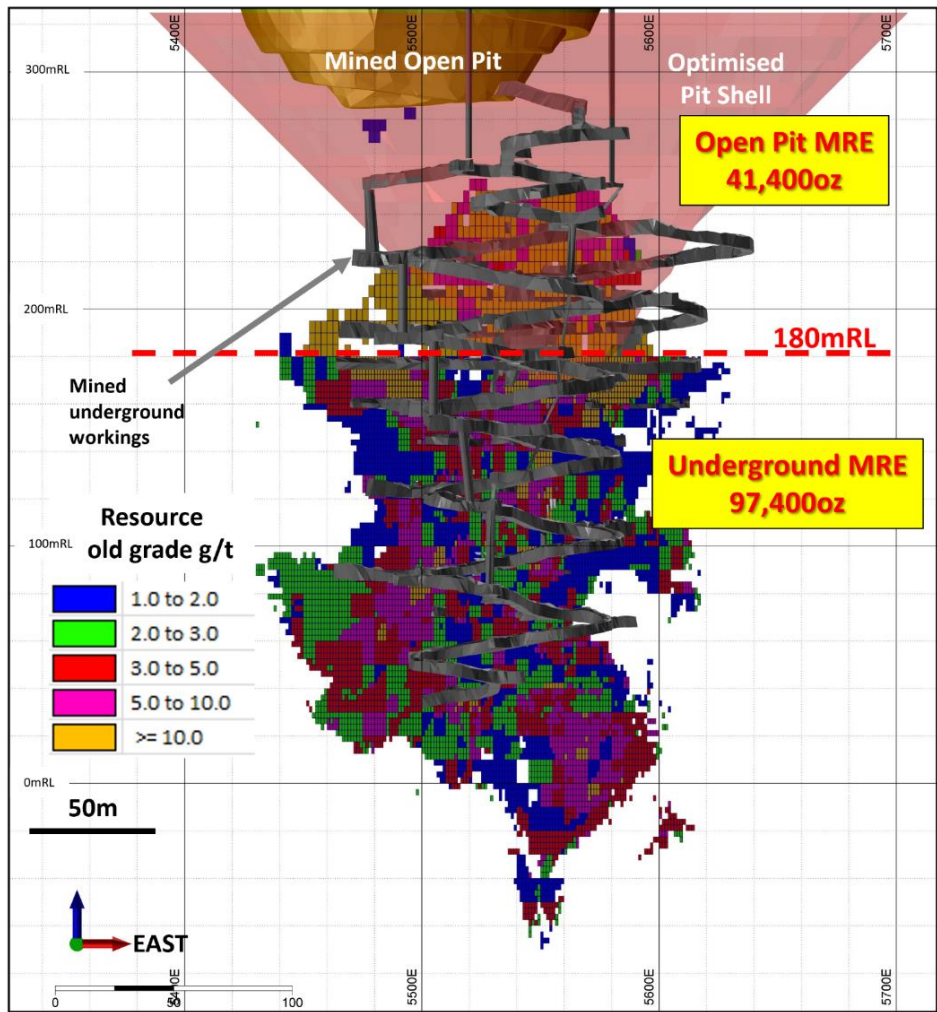 5400E
5500E
5600E
5700E
300mRL
Mined Open Pit
Optimised
Pit Shell
Open Pit MRE
41,400oz
200mRL
180mRL
Mined
underground
workings
Underground MRE
97,400oz
Resource
old grade g/t
100mRL
1.0 to 2.0
2.0 to 3.0
3.0 to 5.0
5.0 to 10.0
>= 10.0
0mRL
50m
EAST
0
50
100
5400E
5500E
5600E
5700E